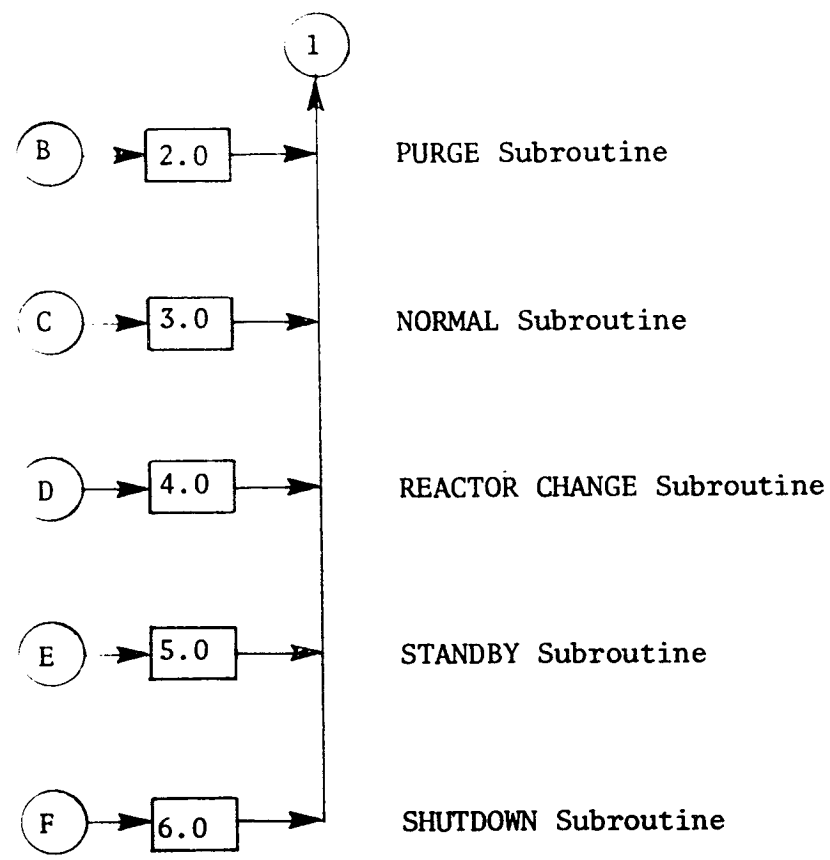 1
B 2.0 PURGE Subroutine
C 3.0 NORMAL Subroutine
D 4.0 REACTOR CHANGE Subroutine
E 5.0 STANDBY Subroutine
F 6.0 SHUTDOWN Subroutine